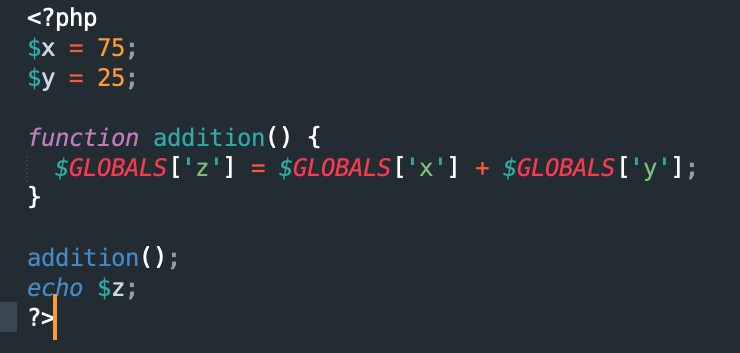 <?php
$x = 75;
$y = 25;
function addition() {
$GLOBALS['z'] = $GLOBALS['x'] + $GLOBALS['y'];
}
addition();
echo $z;
?>